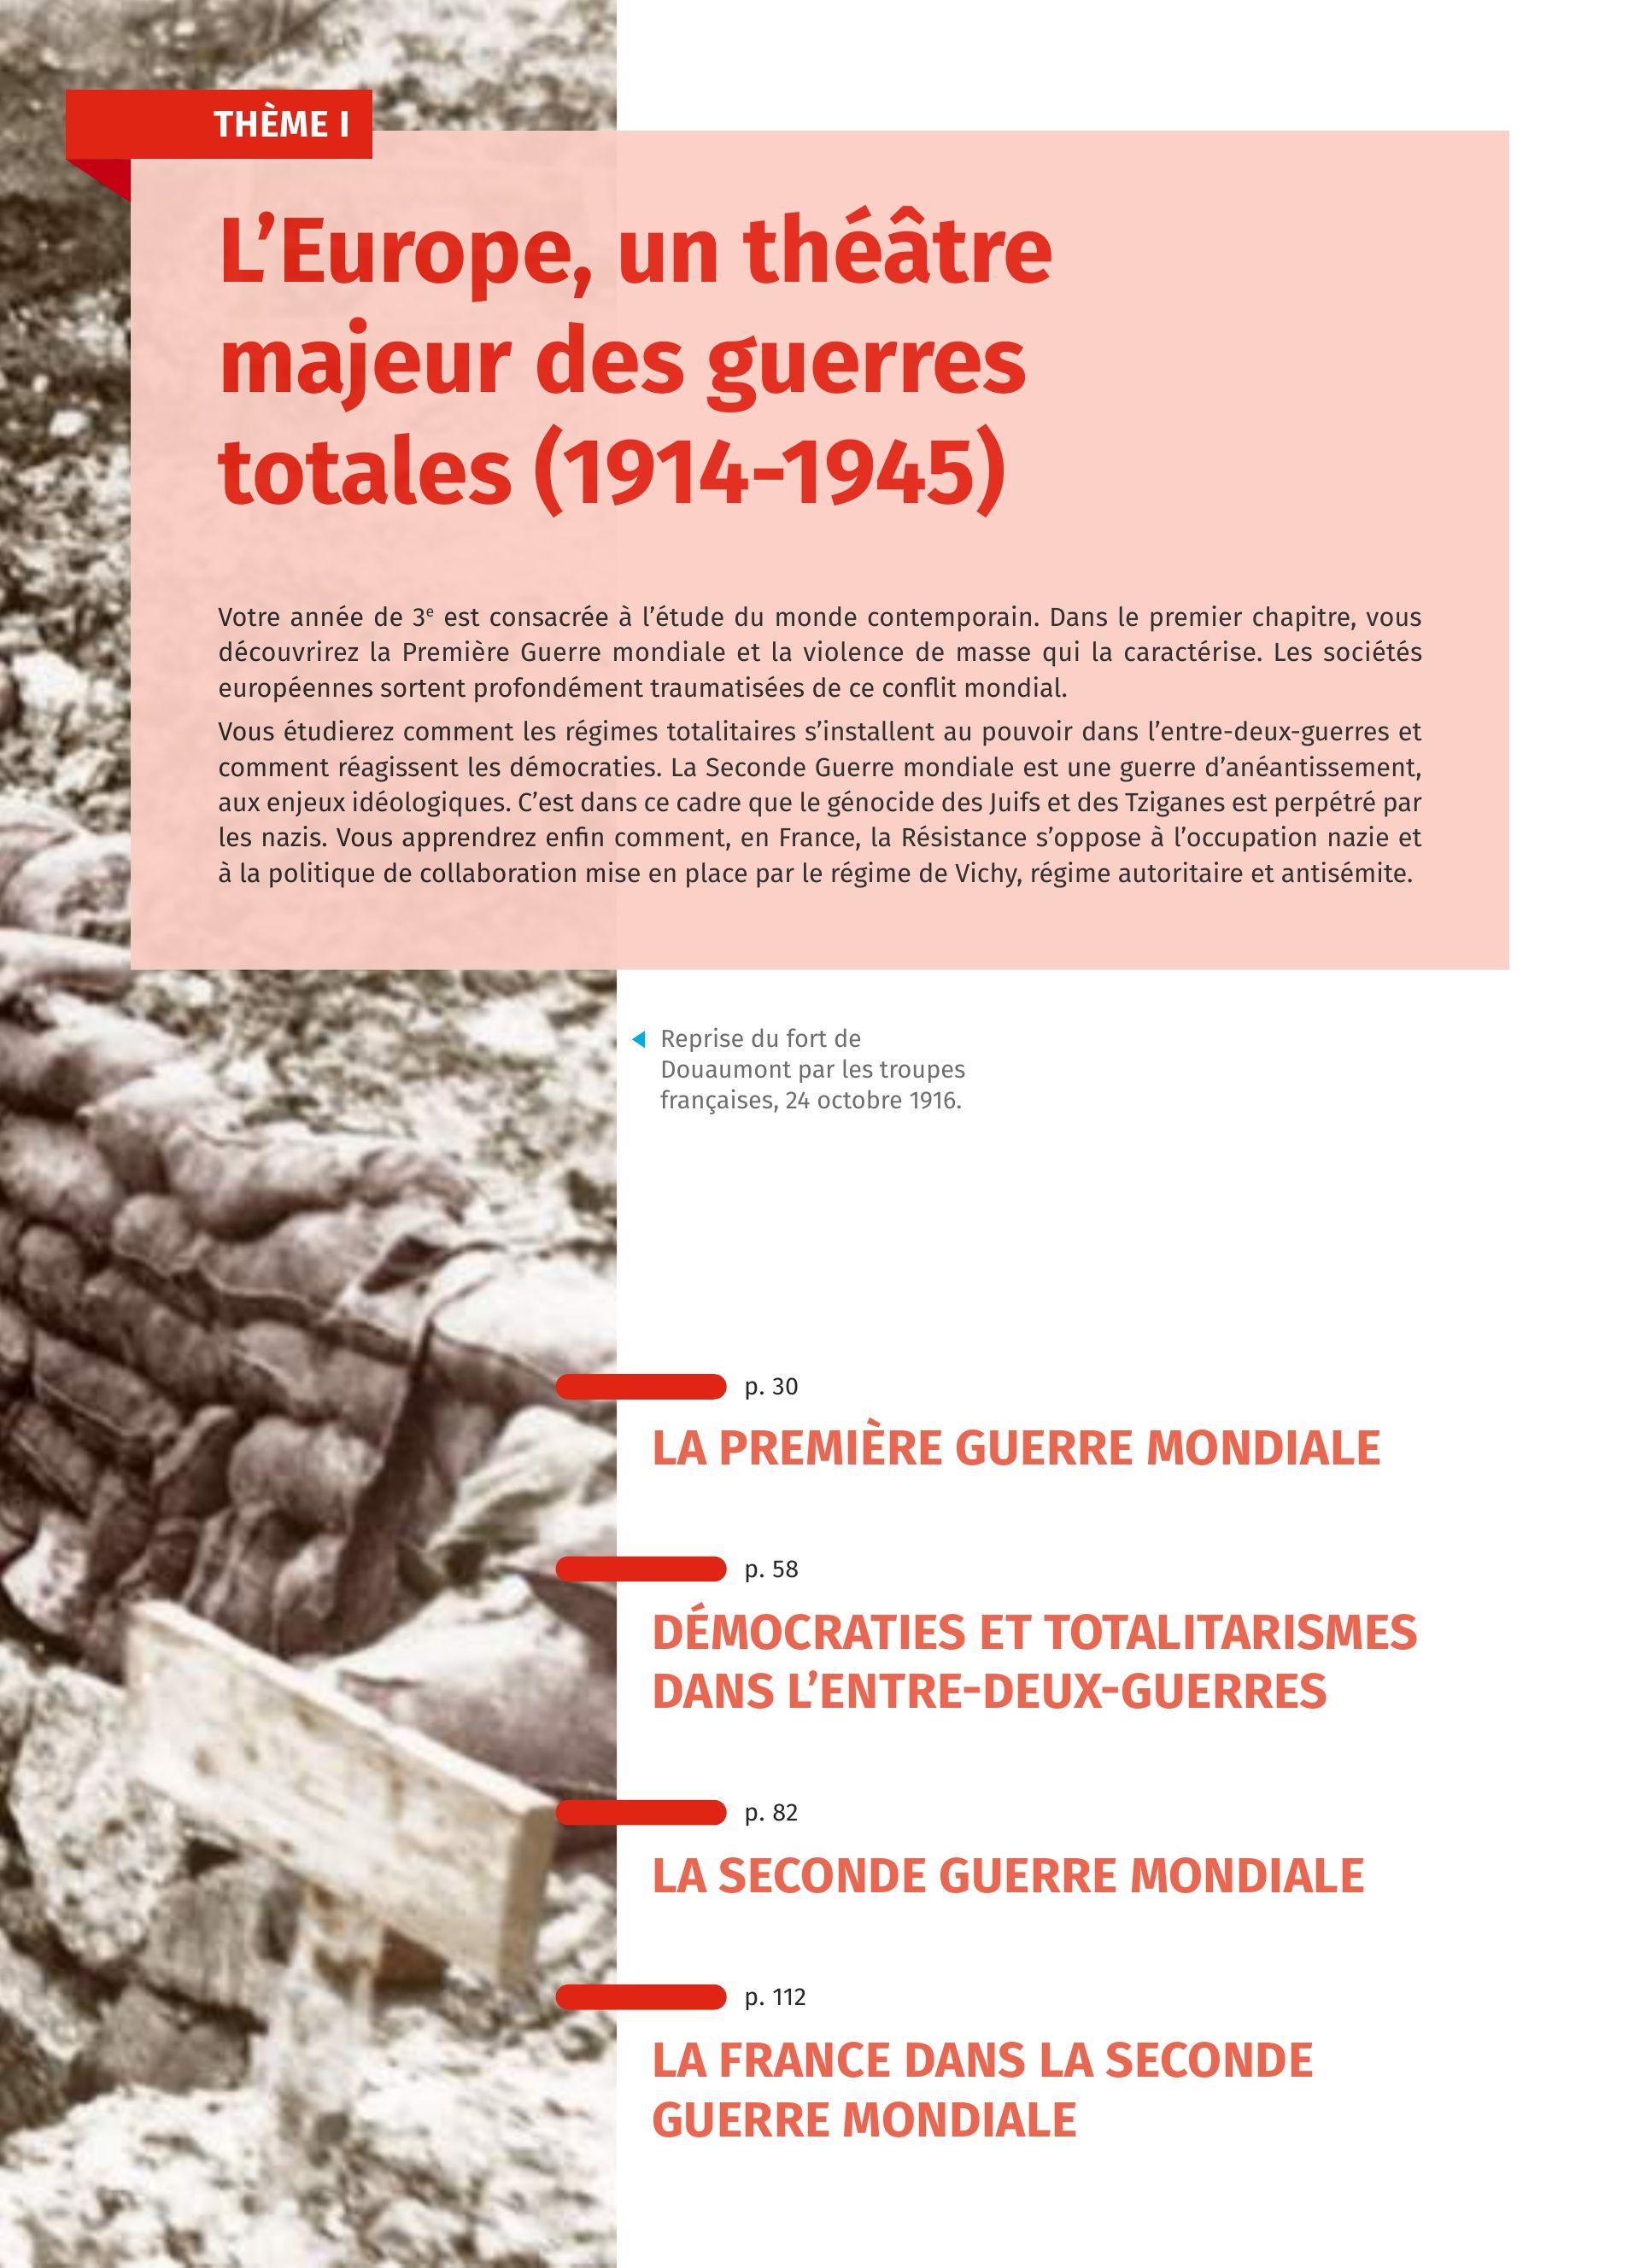 THÈME I
L’Europe, un théâtre
majeur des guerres
totales (1914-1945)
Votre année de 3e est consacrée à l’étude du monde contemporain. Dans le premier chapitre, vous
découvrirez la Première Guerre mondiale et la violence de masse qui la caractérise. Les sociétés
européennes sortent profondément traumatisées de ce conflit mondial.
Vous étudierez comment les régimes totalitaires s’installent au pouvoir dans l’entre-deux-guerres et
comment réagissent les démocraties. La Seconde Guerre mondiale est une guerre d’anéantissement,
aux enjeux idéologiques. C’est dans ce cadre que le génocide des Juifs et des Tziganes est perpétré par
les nazis. Vous apprendrez enfin comment, en France, la Résistance s’oppose à l’occupation nazie et
à la politique de collaboration mise en place par le régime de Vichy, régime autoritaire et antisémite.
Reprise du fort de
Douaumont par les troupes
françaises, 24 octobre 1916.
p. 30
LA PREMIÈRE GUERRE MONDIALE
p. 58
DÉMOCRATIES ET TOTALITARISMES
DANS L’ENTRE-DEUX-GUERRES
p. 82
LA SECONDE GUERRE MONDIALE
p. 112
LA FRANCE DANS LA SECONDE
GUERRE MONDIALE